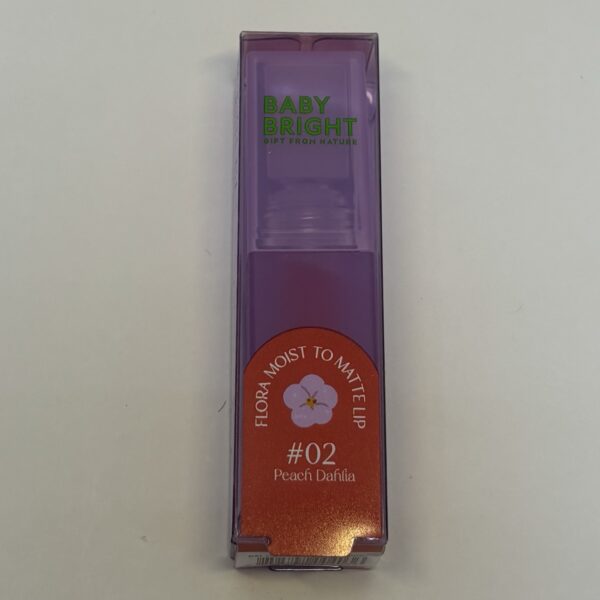 BABY
BRIGHT
GIFT FROM NATURE
FLORA MOIST TO MATTE LIP
#02
Peach Dahlia